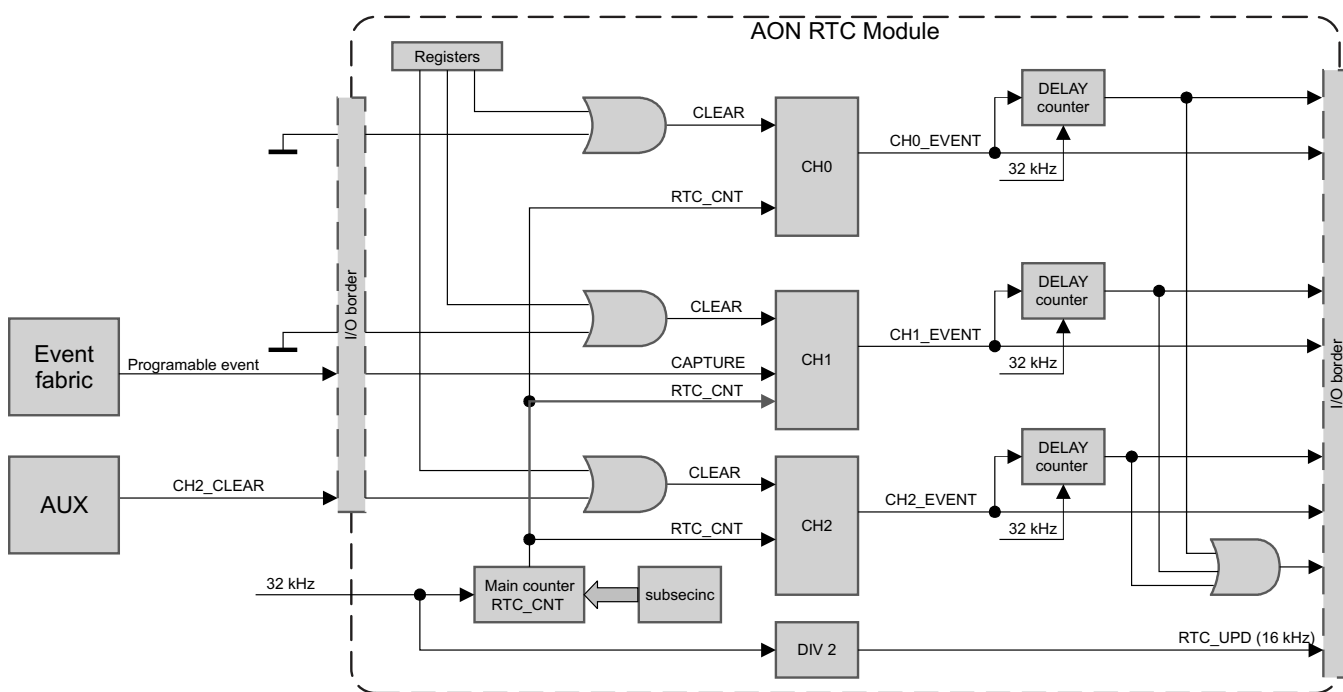 AON RTC Module
Registers
DELAY
counter
CLEAR
CH0
CH0_EVENT
32 kHz
RTC_CNT
I/O border
DELAY
counter
CLEAR
CH1_EVENT
Event
fabric
Programable event
CAPTURE
CH1
32 kHz
RTC_CNT
I/O border
DELAY
counter
CLEAR
AUX
CH2_CLEAR
CH2_EVENT
CH2
32 kHz
RTC_CNT
32 kHz
Main counter
RTC_CNT
subsecinc
DIV 2
RTC_UPD (16 kHz)